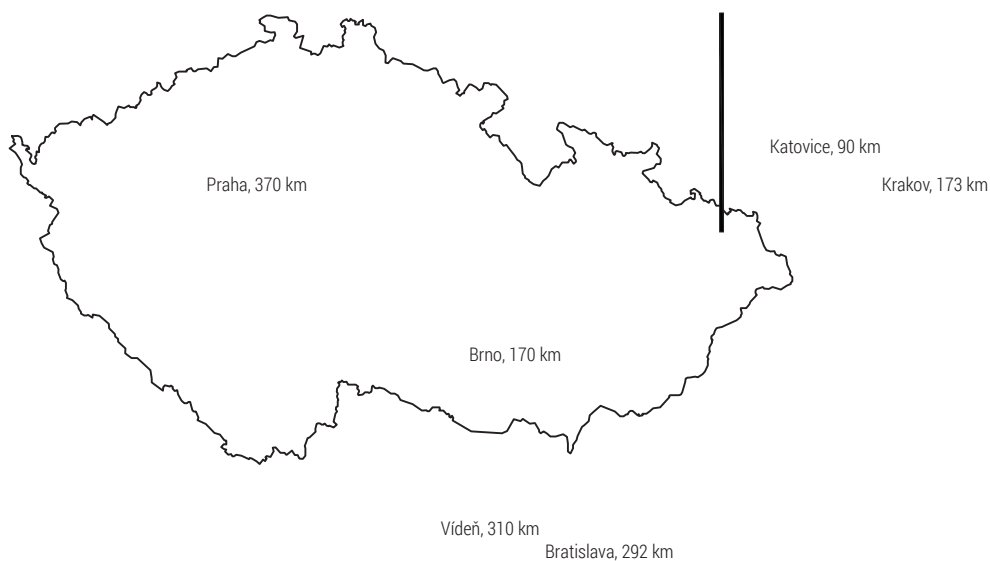 Katovice, 90 km
Praha, 370 km
Krakov, 173 km
Brno, 170 km
Vídeň, 310 km
Bratislava, 292 km